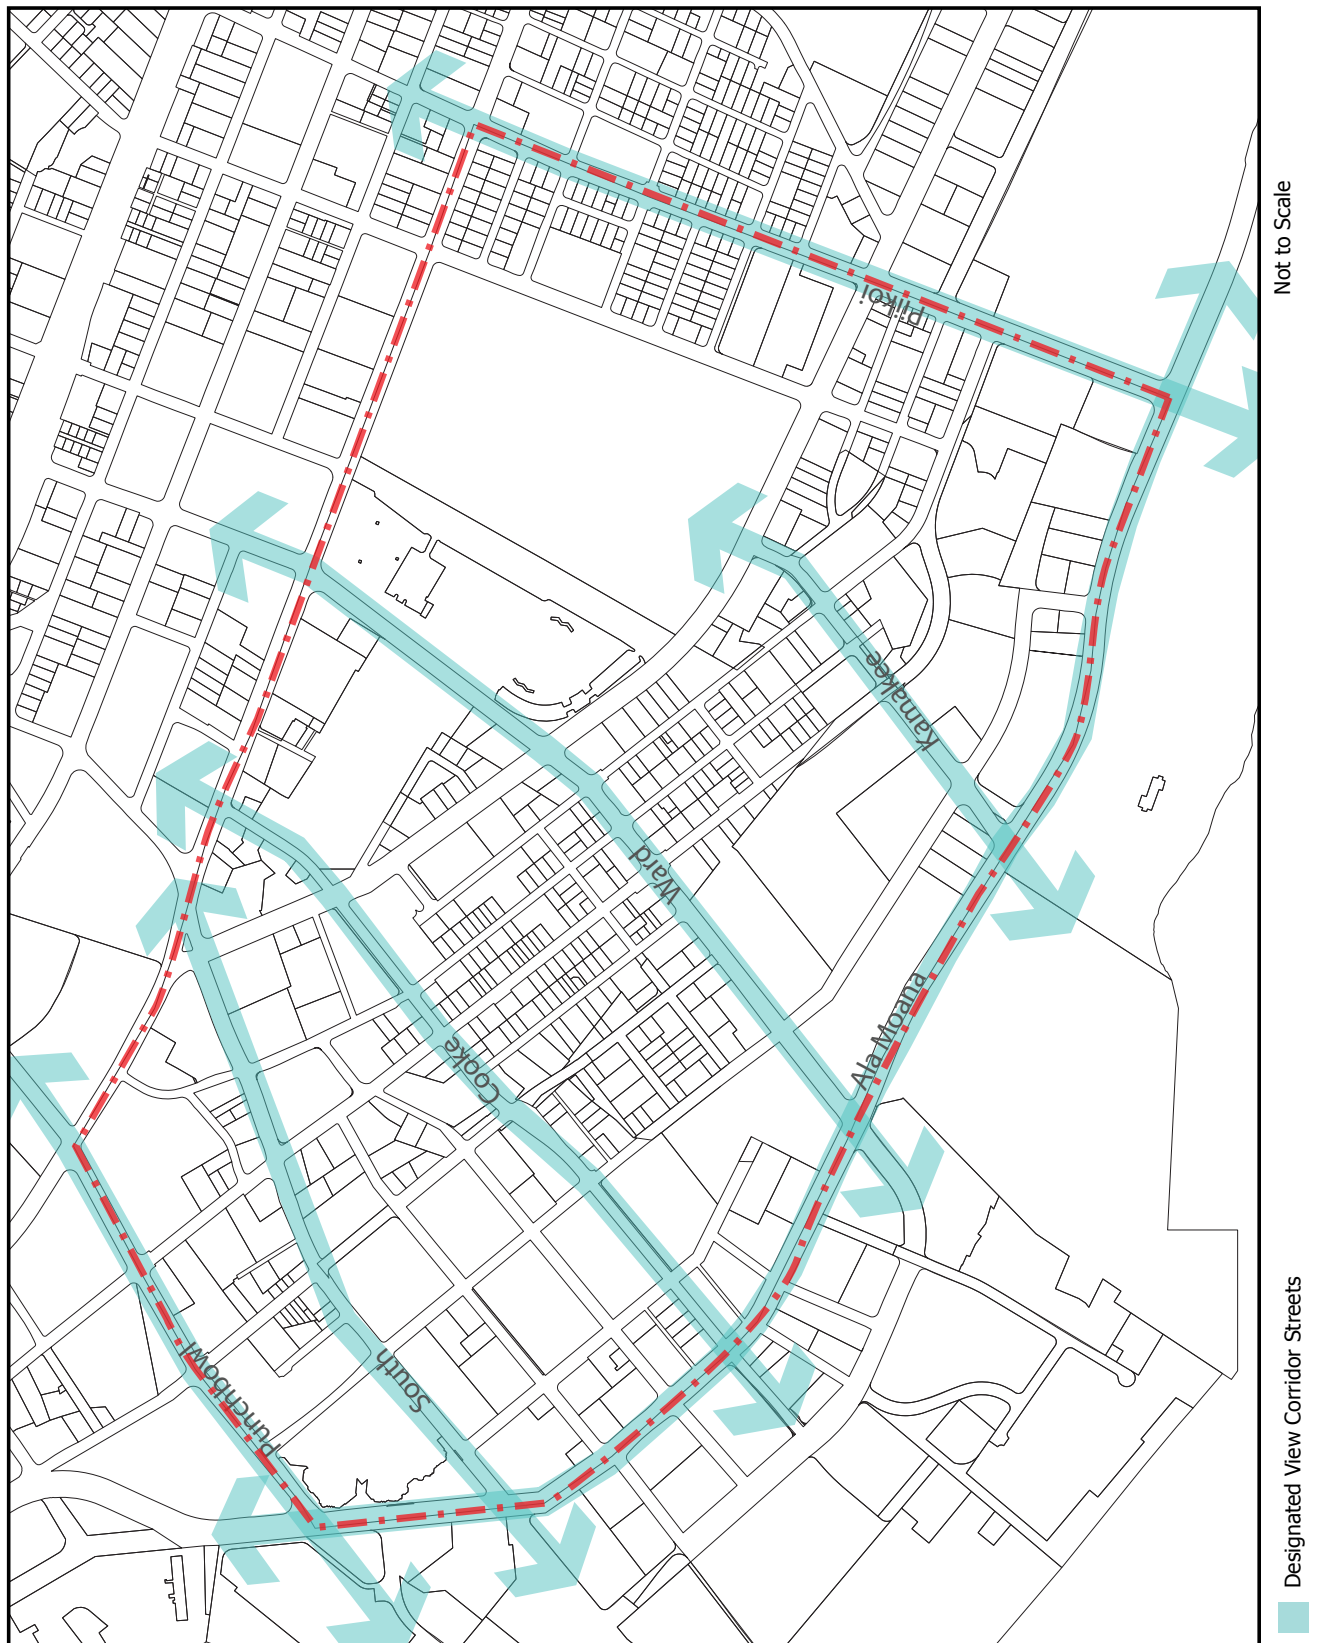 Piikoi
Kamakee
Ward
Ala Moana
Cooke
South
Punchbowl
Not to Scale
Designated View Corridor Streets